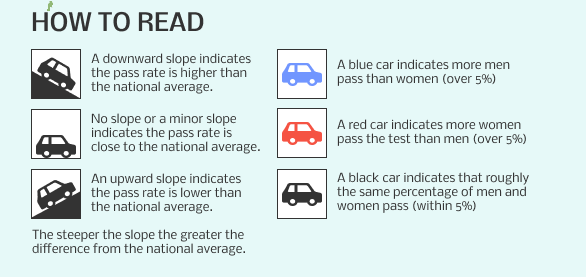 HOW TO READ
A downward slope indicates
the pass rate is higher than
the national average.
No slope or a minor slope
indicates the pass rate is
close to the national average.
An upward slope indicates
the pass rate is lower than
the national average.
The steeper the slope the greater the
difference from the national average.
A blue car indicates more men
pass than women (over 5%)
A red car indicates more women
pass the test than men (over 5%)
A black car indicates that roughly
the same percentage of men and
women pass (within 5%)